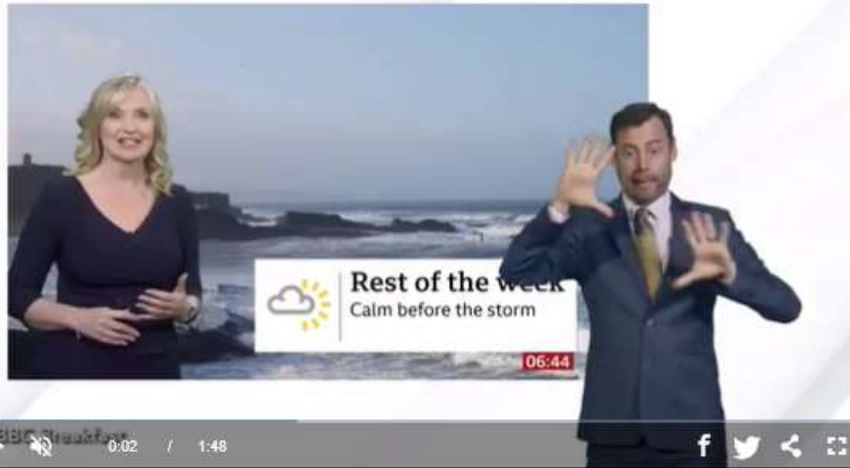 Rest of the week
Calm before the storm
06:44
BBC Breakfast
0:02 / 1:48
f